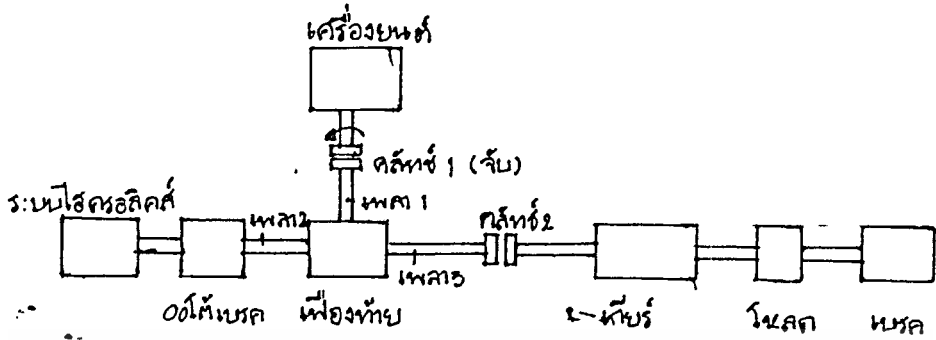 เครื่องยนต์
คลัทช์ 1 (จับ)
เพลา 1
ระบบไฮดรอลิคส์
เพลา2
คลัทช์2
เพลา3
ออโต้เบรค
เฟืองท้าย
เกียร์
โหลด
เบรค